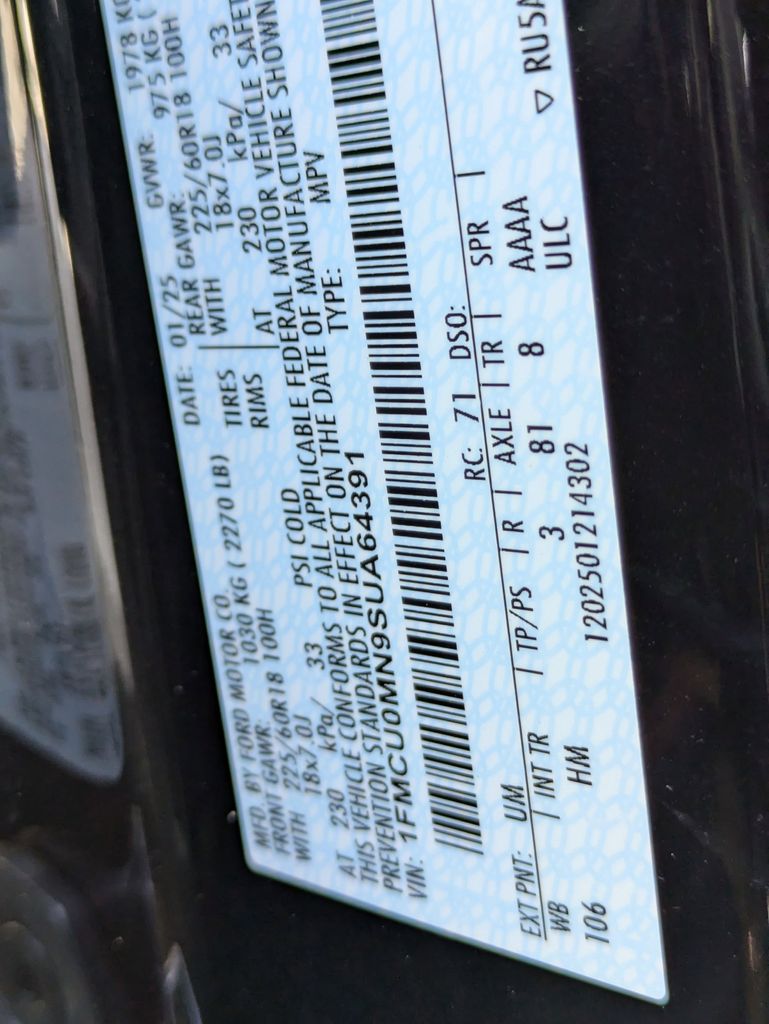 MFD. BY FORD MOTOR CO. DATE: 01/25 GVWR: 1978 KG
FRONT GAWR: 1030 KG ( 2270 LB) REAR GAWR: 975 KG (
WITH 225/60R18 100H TIRES WITH 225/60R18 100H
18x7.0J RIMS 18x7.0J
AT 230 kPa/ 33 PSI COLD AT 230 kPa/ 33
THIS VEHICLE CONFORMS TO ALL APPLICABLE FEDERAL MOTOR VEHICLE SAFET
PREVENTION STANDARDS IN EFFECT ON THE DATE OF MANUFACTURE SHOWN
VIN: 1FMCU0MN9SUA64391 TYPE: MPV
EXT PNT: UM RC: 71 DSO:
WB | INT TR | TP/PS | R | AXLE | TR | SPR |
106 HM 3 81 8 AAAA
1202501214302 ULC
▽ RU5A